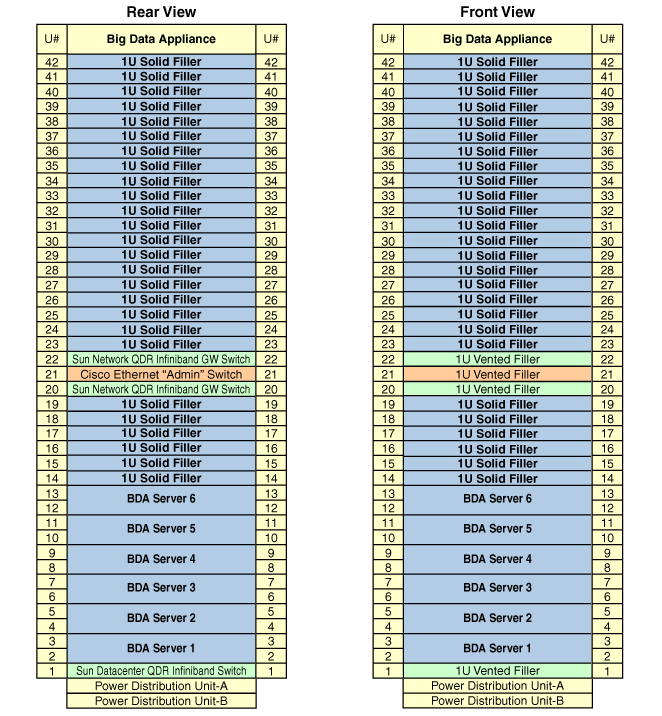 Rear View
U# Big Data Appliance U#
42 1U Solid Filler 42
41 1U Solid Filler 41
40 1U Solid Filler 40
39 1U Solid Filler 39
38 1U Solid Filler 38
37 1U Solid Filler 37
36 1U Solid Filler 36
35 1U Solid Filler 35
34 1U Solid Filler 34
33 1U Solid Filler 33
32 1U Solid Filler 32
31 1U Solid Filler 31
30 1U Solid Filler 30
29 1U Solid Filler 29
28 1U Solid Filler 28
27 1U Solid Filler 27
26 1U Solid Filler 26
25 1U Solid Filler 25
24 1U Solid Filler 24
23 1U Solid Filler 23
22 Sun Network QDR Infiniband GW Switch 22
21 Cisco Ethernet “Admin” Switch 21
20 Sun Network QDR Infiniband GW Switch 20
19 1U Solid Filler 19
18 1U Solid Filler 18
17 1U Solid Filler 17
16 1U Solid Filler 16
15 1U Solid Filler 15
14 1U Solid Filler 14
13 BDA Server 6 13
12 12
11 BDA Server 5 11
10 10
9 BDA Server 4 9
8 8
7 BDA Server 3 7
6 6
5 BDA Server 2 5
4 4
3 BDA Server 1 3
2 2
1 Sun Datacenter QDR Infiniband Switch 1
Power Distribution Unit-A
Power Distribution Unit-B
Front View
U# Big Data Appliance U#
42 1U Solid Filler 42
41 1U Solid Filler 41
40 1U Solid Filler 40
39 1U Solid Filler 39
38 1U Solid Filler 38
37 1U Solid Filler 37
36 1U Solid Filler 36
35 1U Solid Filler 35
34 1U Solid Filler 34
33 1U Solid Filler 33
32 1U Solid Filler 32
31 1U Solid Filler 31
30 1U Solid Filler 30
29 1U Solid Filler 29
28 1U Solid Filler 28
27 1U Solid Filler 27
26 1U Solid Filler 26
25 1U Solid Filler 25
24 1U Solid Filler 24
23 1U Solid Filler 23
22 1U Vented Filler 22
21 1U Vented Filler 21
20 1U Vented Filler 20
19 1U Solid Filler 19
18 1U Solid Filler 18
17 1U Solid Filler 17
16 1U Solid Filler 16
15 1U Solid Filler 15
14 1U Solid Filler 14
13 BDA Server 6 13
12 12
11 BDA Server 5 11
10 10
9 BDA Server 4 9
8 8
7 BDA Server 3 7
6 6
5 BDA Server 2 5
4 4
3 BDA Server 1 3
2 2
1 1U Vented Filler 1
Power Distribution Unit-A
Power Distribution Unit-B